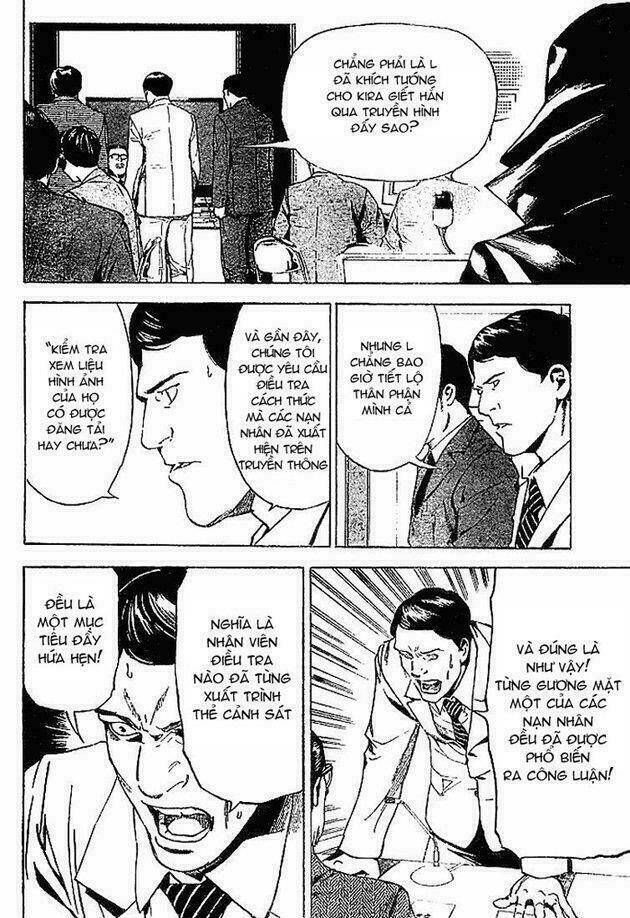 CHẲNG PHẢI LÀ L
ĐÃ KHÍCH TƯỚNG
CHO KIRA GIẾT HẮN
QUA TRUYỀN HÌNH
ĐẤY SAO?
NHƯNG L
CHẲNG BAO
GIỜ TIẾT LỘ
THÂN PHẬN
MÌNH CẢ
VÀ GẦN ĐÂY,
CHÚNG TÔI
ĐƯỢC YÊU CẦU
ĐIỀU TRA
CÁCH THỨC
MÀ CÁC NẠN
NHÂN ĐÃ XUẤT
HIỆN TRÊN
TRUYỀN THÔNG
"KIỂM TRA
XEM LIỆU
HÌNH ẢNH
CỦA HỌ
CÓ ĐƯỢC
ĐĂNG TẢI
HAY CHƯA?"
VÀ ĐÚNG LÀ
NHƯ VẬY!
TỪNG GƯƠNG MẶT
MỘT CỦA CÁC
NẠN NHÂN
ĐỀU ĐÃ ĐƯỢC
PHỔ BIẾN
RA CÔNG LUẬN!
NGHĨA LÀ
NHÂN VIÊN
ĐIỀU TRA
NÀO ĐÃ TỪNG
XUẤT TRÌNH
THẺ CẢNH SÁT
ĐỀU LÀ
MỘT MỤC
TIÊU ĐẦY
HỨA HẸN!